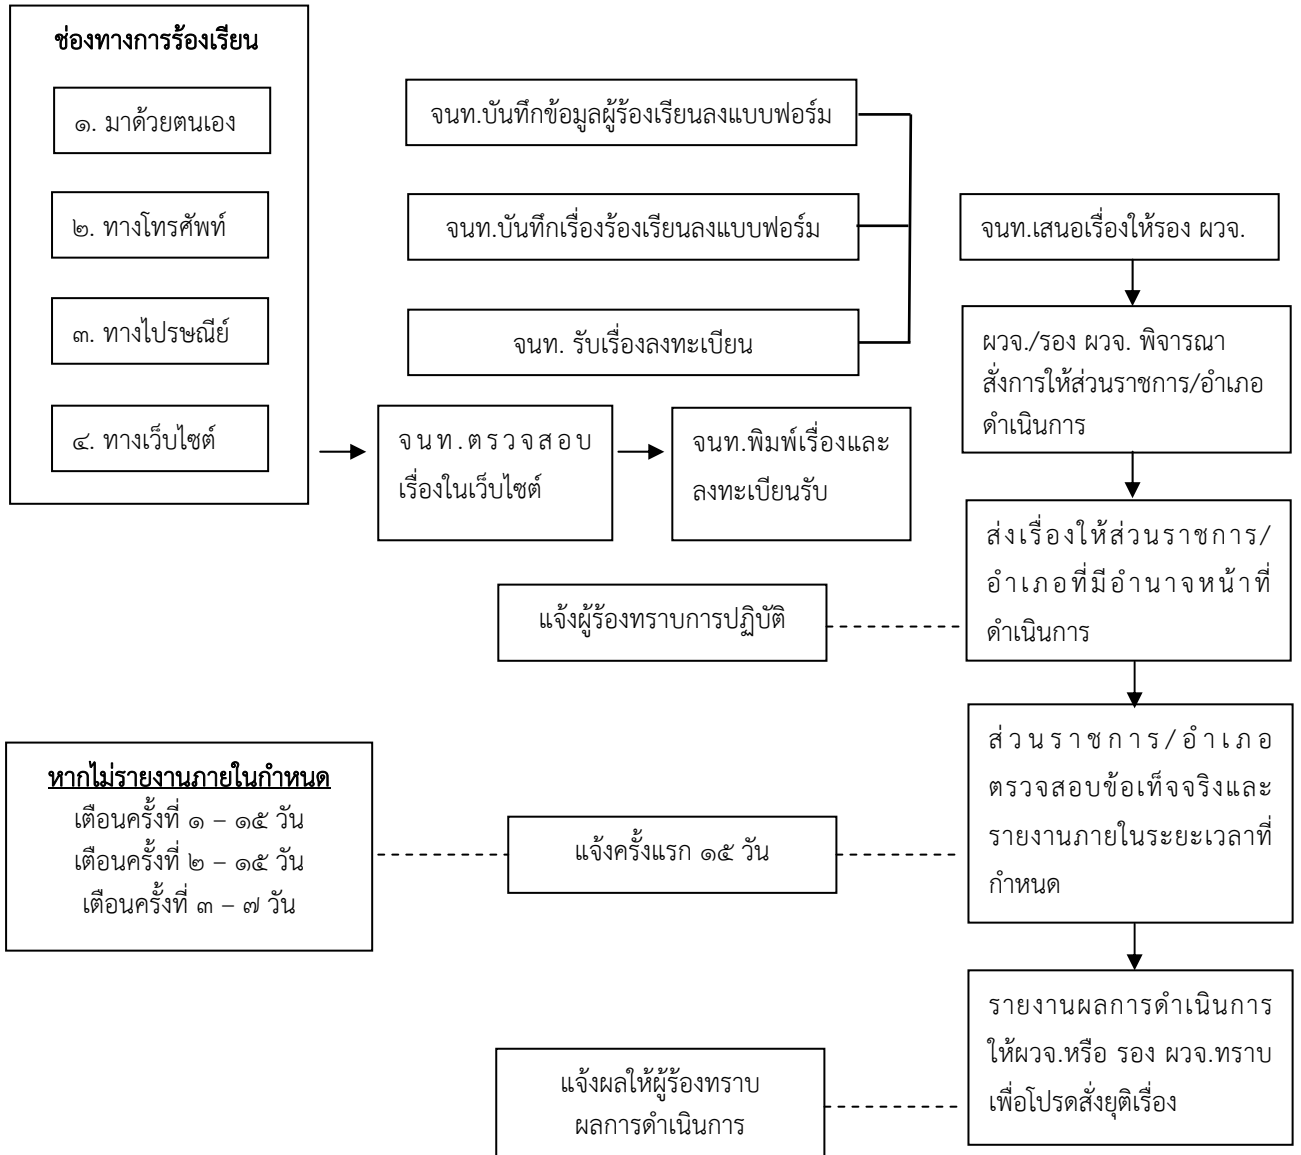 ช่องทางการร้องเรียน
๑. มาด้วยตนเอง
๒. ทางโทรศัพท์
๓. ทางไปรษณีย์
๔. ทางเว็บไซต์
จนท.บันทึกข้อมูลผู้ร้องเรียนลงแบบฟอร์ม
จนท.บันทึกเรื่องร้องเรียนลงแบบฟอร์ม
จนท. รับเรื่องลงทะเบียน
จนท.ตรวจสอบ
เรื่องในเว็บไซต์
จนท.พิมพ์เรื่องและ
ลงทะเบียนรับ
จนท.เสนอเรื่องให้รอง ผวจ.
ผวจ./รอง ผวจ. พิจารณา
สั่งการให้ส่วนราชการ/อำเภอ
ดำเนินการ
ส่งเรื่องให้ส่วนราชการ/
อำเภอที่มีอำนาจหน้าที่
ดำเนินการ
แจ้งผู้ร้องทราบการปฏิบัติ
ส่วนราชการ/อำเภอ
ตรวจสอบข้อเท็จจริงและ
รายงานภายในระยะเวลาที่
กำหนด
แจ้งครั้งแรก ๑๕ วัน
หากไม่รายงานภายในกำหนด
เตือนครั้งที่ ๑ – ๑๕ วัน
เตือนครั้งที่ ๒ – ๑๕ วัน
เตือนครั้งที่ ๓ – ๗ วัน
รายงานผลการดำเนินการ
ให้ผวจ.หรือ รอง ผวจ.ทราบ
เพื่อโปรดสั่งยุติเรื่อง
แจ้งผลให้ผู้ร้องทราบ
ผลการดำเนินการ